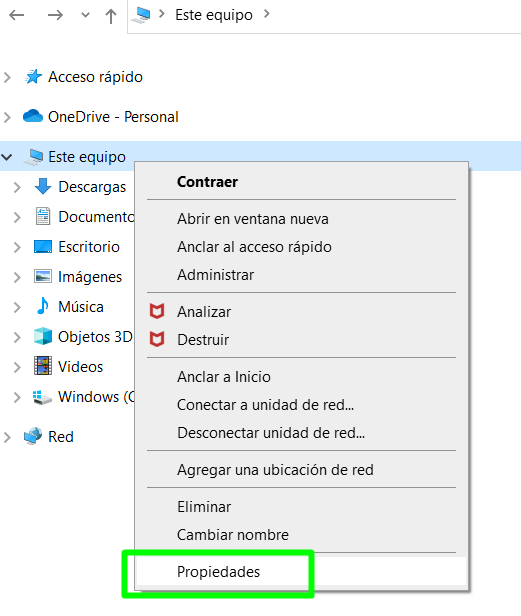 Este equipo
Acceso rápido
OneDrive - Personal
Este equipo
Descargas
Documento
Escritorio
Imágenes
Música
Objetos 3D
Videos
Windows (C
Red
Contraer
Abrir en ventana nueva
Anclar al acceso rápido
Administrar
Analizar
Destruir
Anclar a Inicio
Conectar a unidad de red...
Desconectar unidad de red...
Agregar una ubicación de red
Eliminar
Cambiar nombre
Propiedades